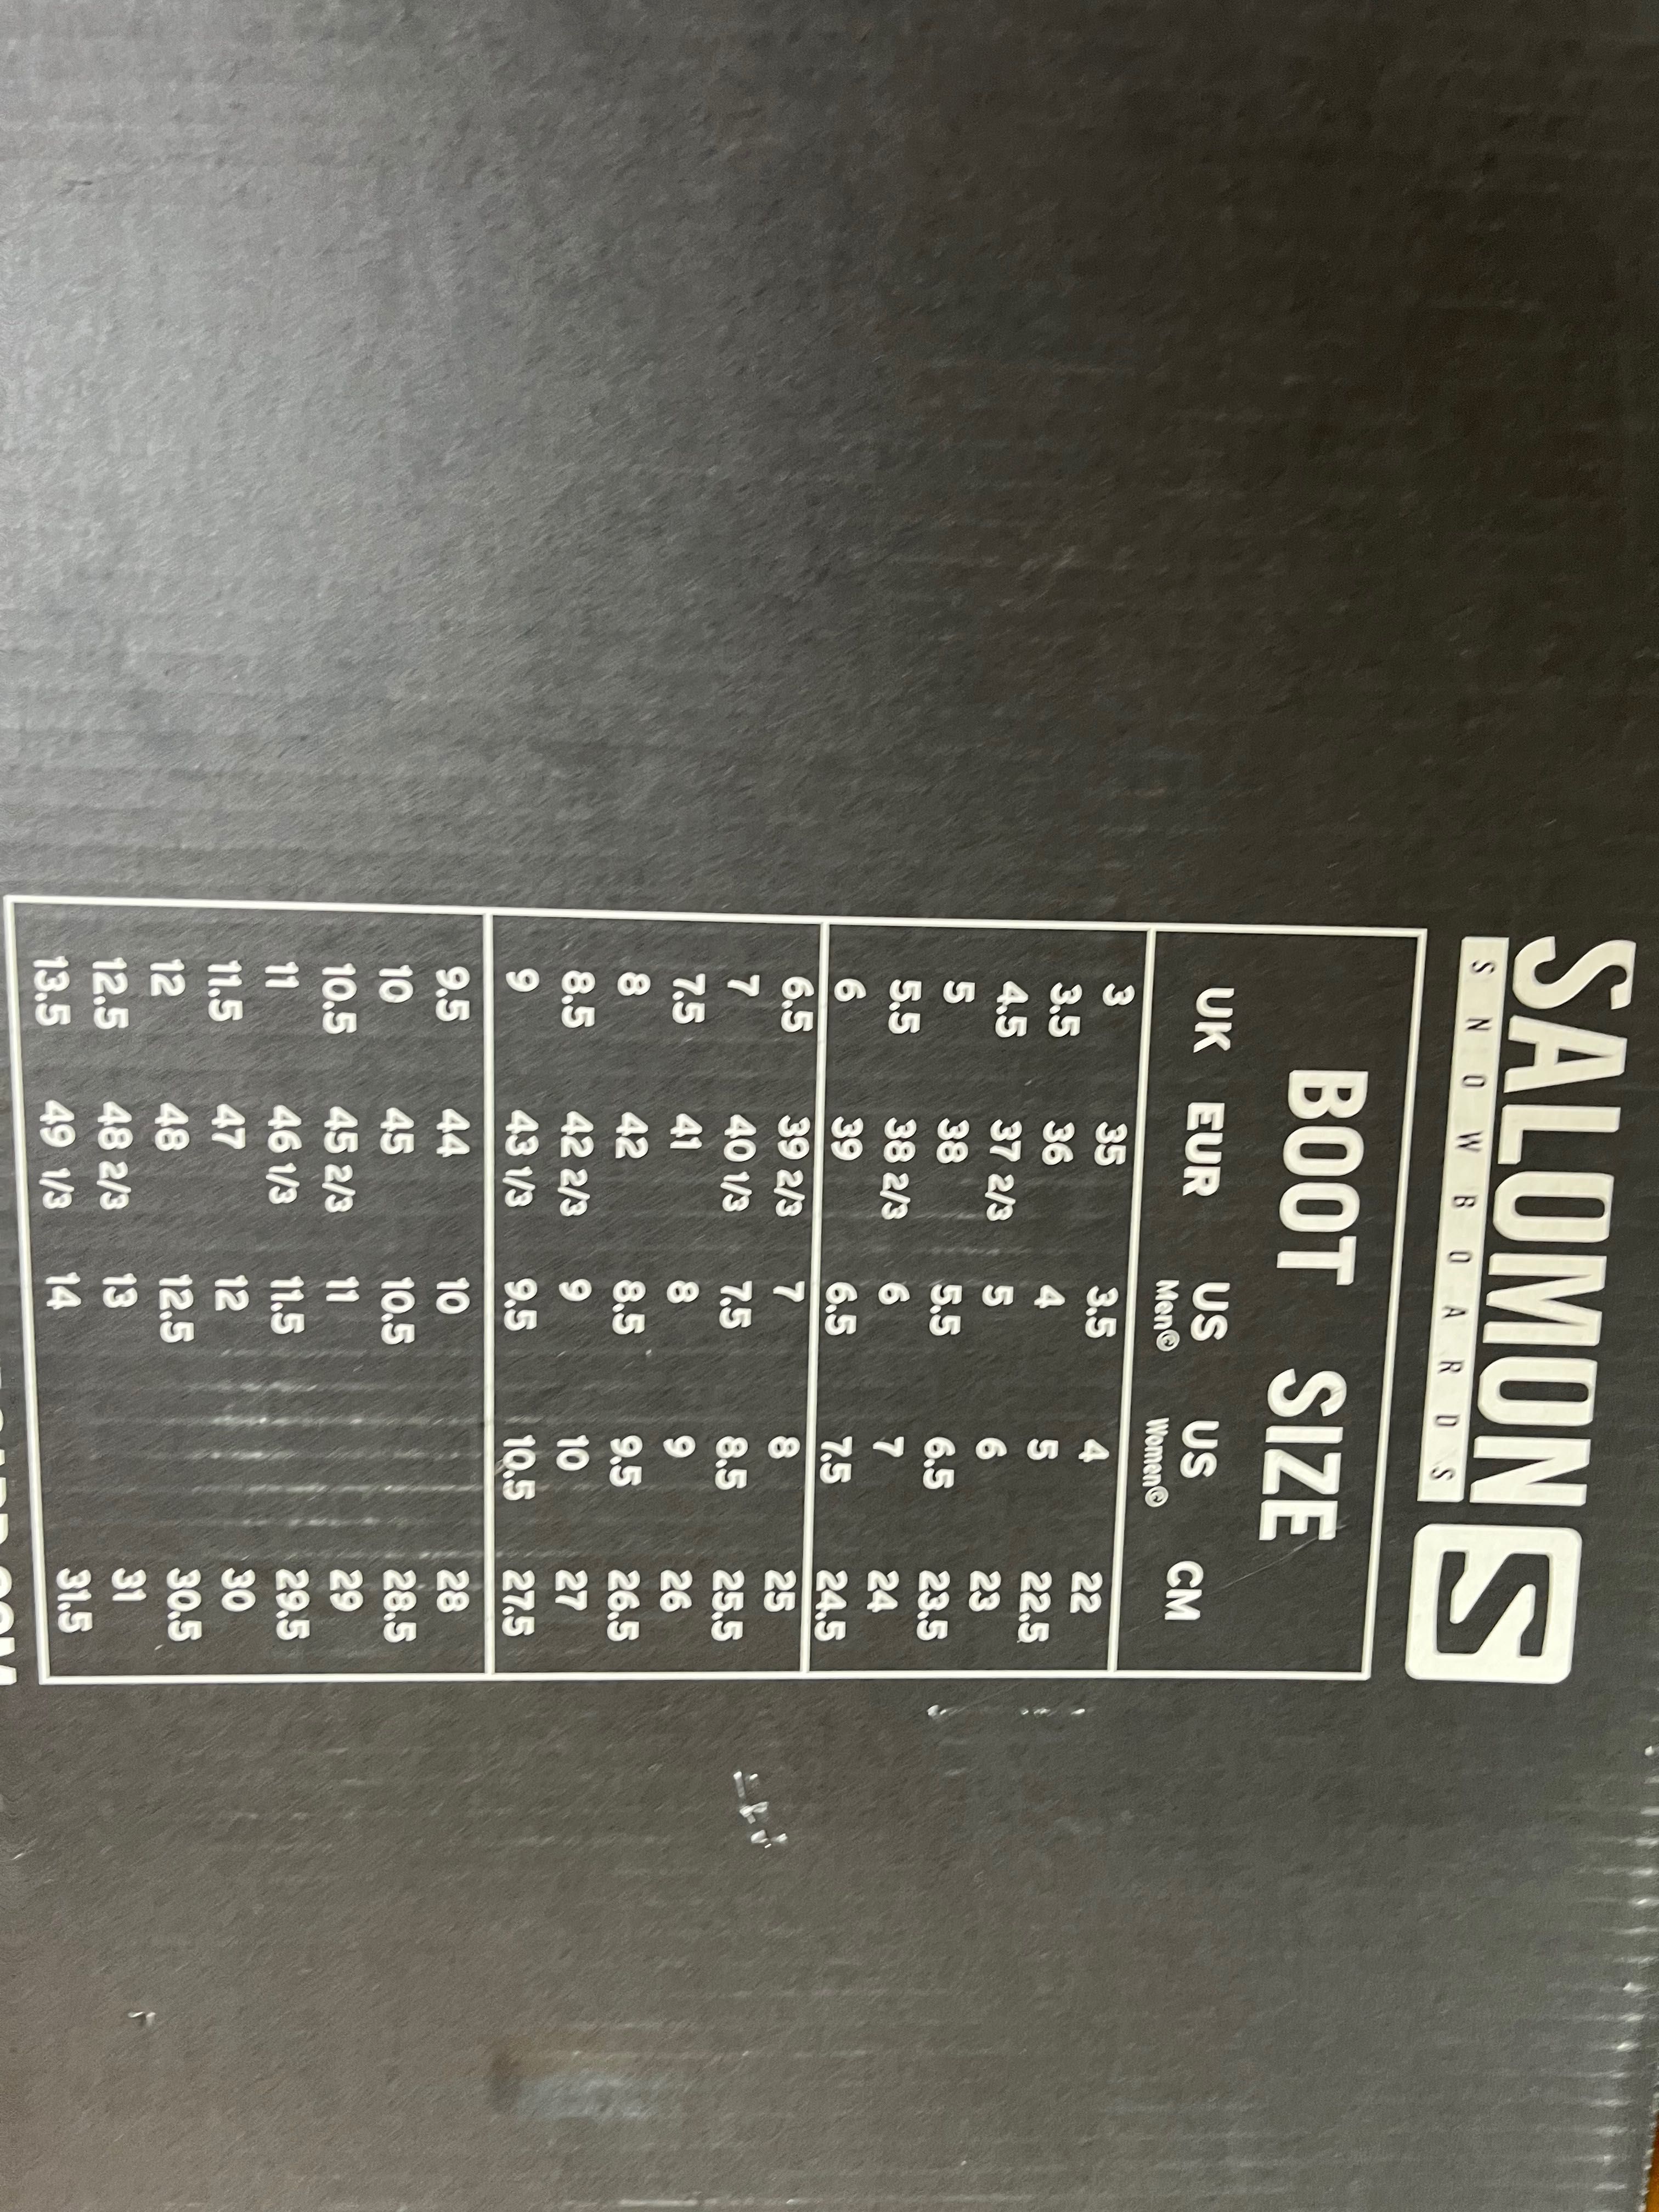 SALOMON S
SNOWBOARDS
BOOT SIZE
UK EUR US US CM
Men© Women©
3 35 3.5 4 22
3.5 36 4 5 22.5
4.5 37 2/3 5 6 23
5 38 5.5 6.5 23.5
5.5 38 2/3 6 7 24
6 39 6.5 7.5 24.5
6.5 39 2/3 7 8 25
7 40 1/3 7.5 8.5 25.5
7.5 41 8 9 26
8 42 8.5 9.5 26.5
8.5 42 2/3 9 10 27
9 43 1/3 9.5 10.5 27.5
9.5 44 10 28
10 45 10.5 28.5
10.5 45 2/3 11 29
11 46 1/3 11.5 29.5
11.5 47 12 30
12 48 12.5 30.5
12.5 48 2/3 13 31
13.5 49 1/3 14 31.5